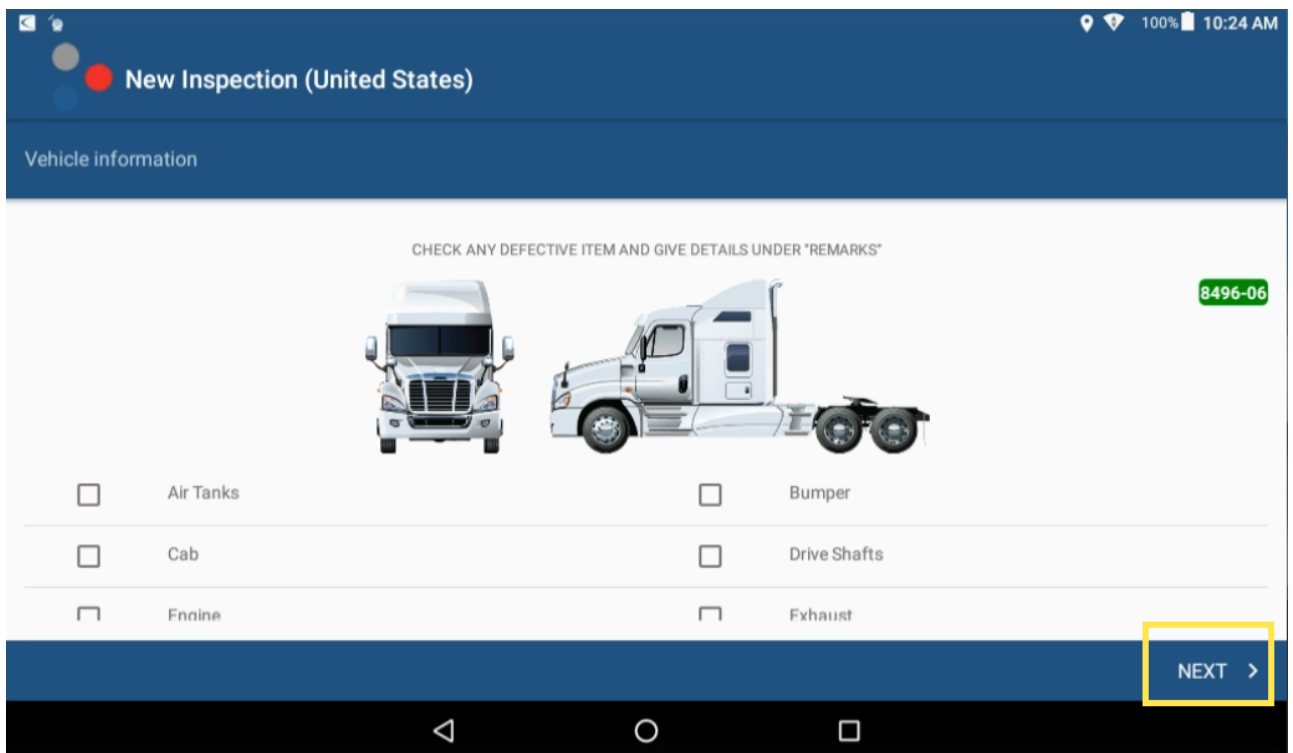 100% 10:24 AM
New Inspection (United States)
Vehicle information
CHECK ANY DEFECTIVE ITEM AND GIVE DETAILS UNDER "REMARKS"
8496-06
Air Tanks Bumper
Cab Drive Shafts
Engine Exhaust
NEXT